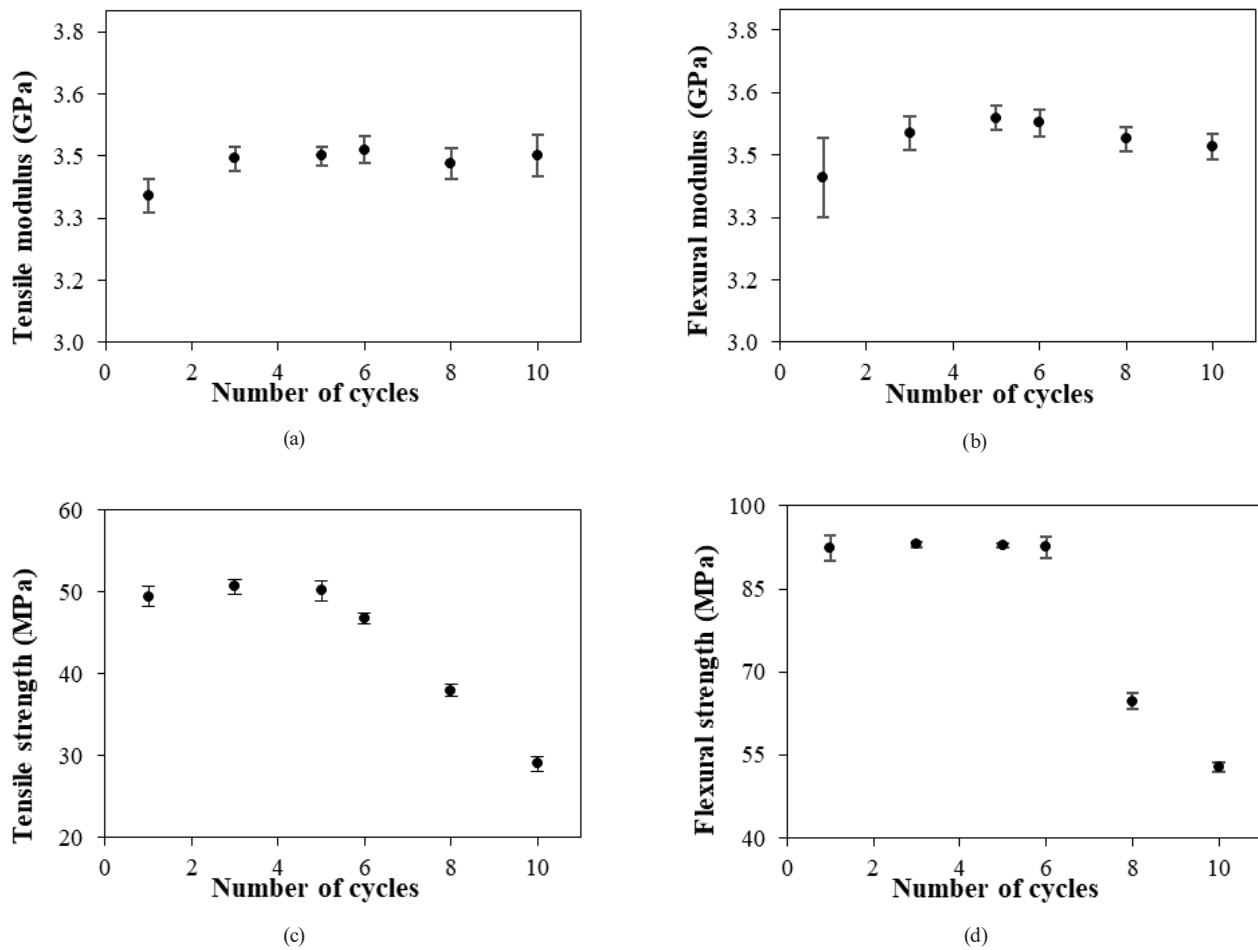 Tensile modulus (GPa)
3.8
3.6
3.5
3.3
3.2
3.0
0 2 4 6 8 10
Number of cycles
(a)
Flexural modulus (GPa)
3.8
3.6
3.5
3.3
3.2
3.0
0 2 4 6 8 10
Number of cycles
(b)
Tensile strength (MPa)
60
50
40
30
20
0 2 4 6 8 10
Number of cycles
(c)
Flexural strength (MPa)
100
85
70
55
40
0 2 4 6 8 10
Number of cycles
(d)